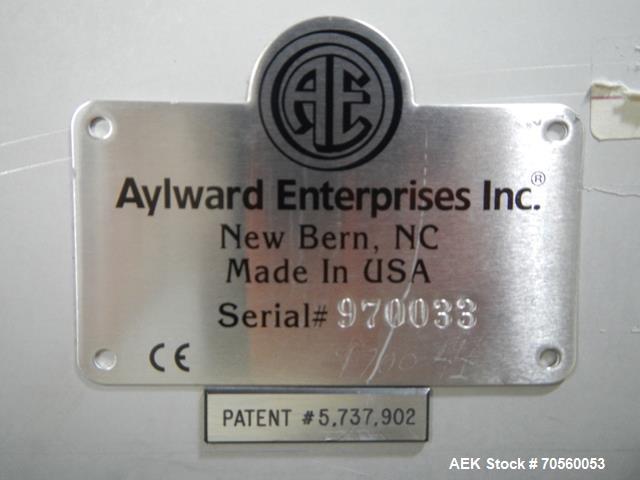 AE
Aylward Enterprises Inc.®
New Bern, NC
Made In USA
Serial# 970033
CE
PATENT #5,737,902
AEK Stock # 70560053